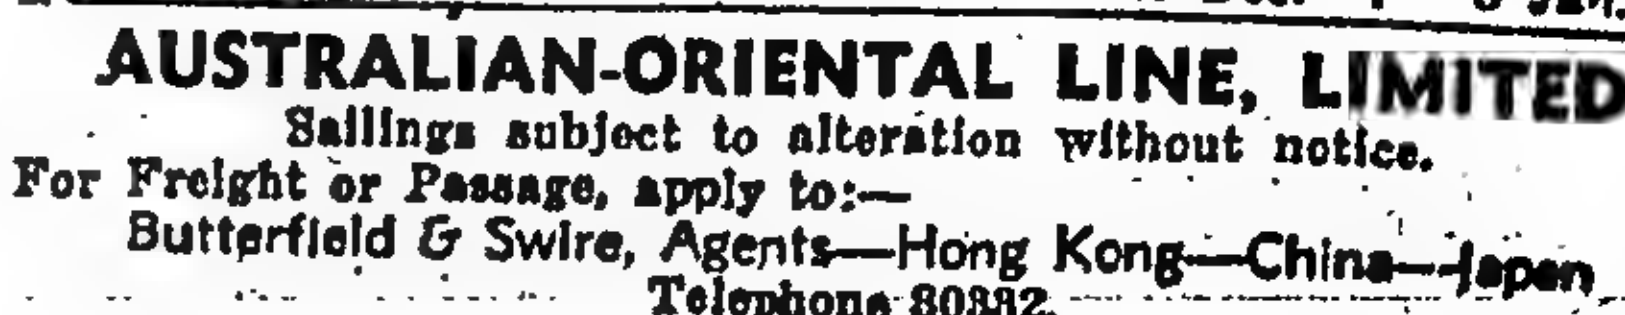 AUSTRALIAN-ORIENTAL LINE, LIMITED
Sailings subject to alteration without notice.
For Freight or Passage, apply to:—
Butterfield & Swire, Agents—Hong Kong—China—Japan
Telephone